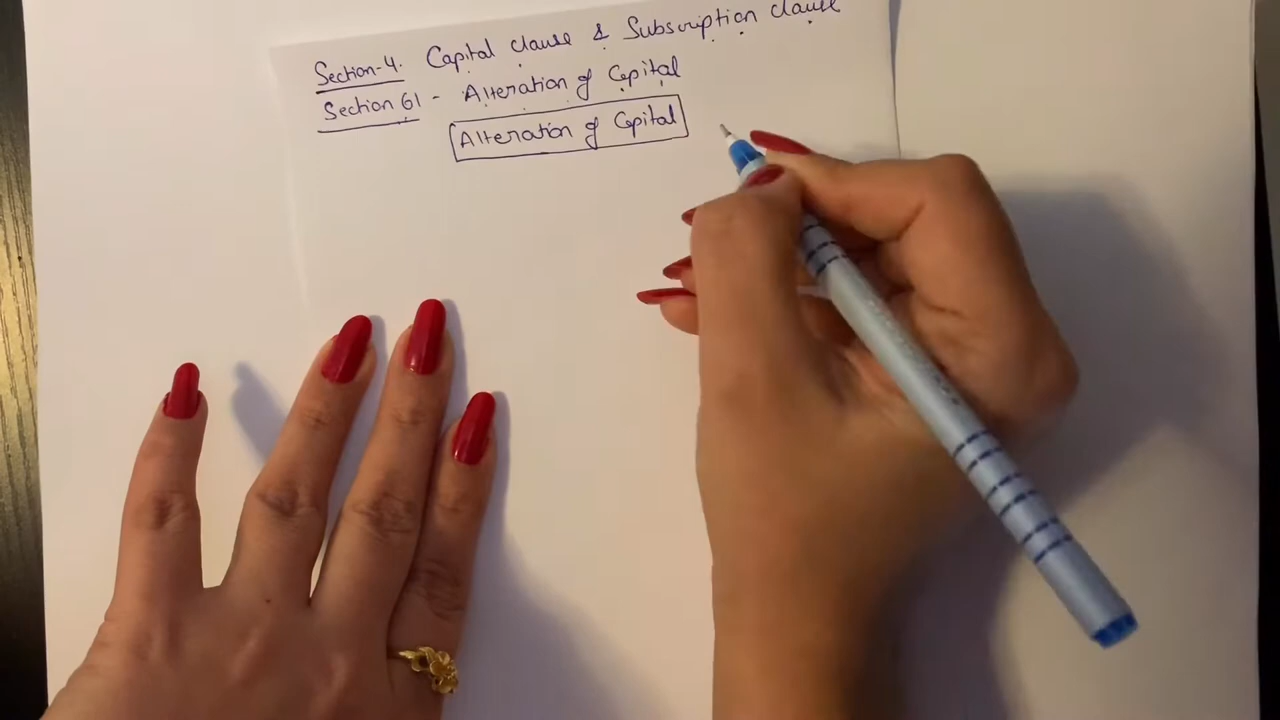 Section-4. Capital clause & Subscription clause
Section 61 - Alteration of Capital
Alteration of Capital